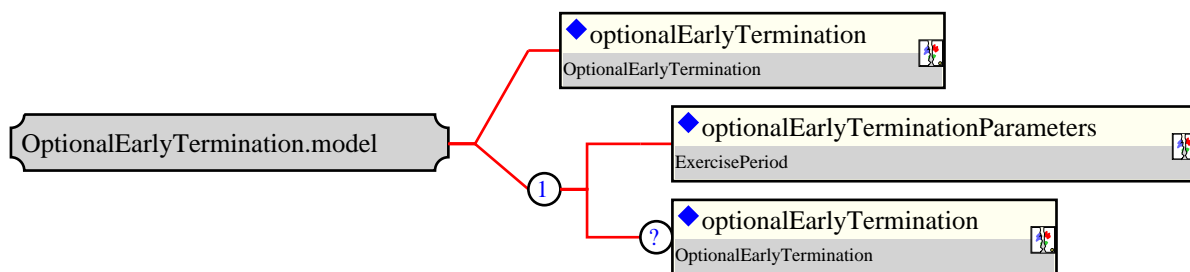 optionalEarlyTermination
OptionalEarlyTermination
OptionalEarlyTermination.model
optionalEarlyTerminationParameters
ExercisePeriod
1
?
optionalEarlyTermination
OptionalEarlyTermination